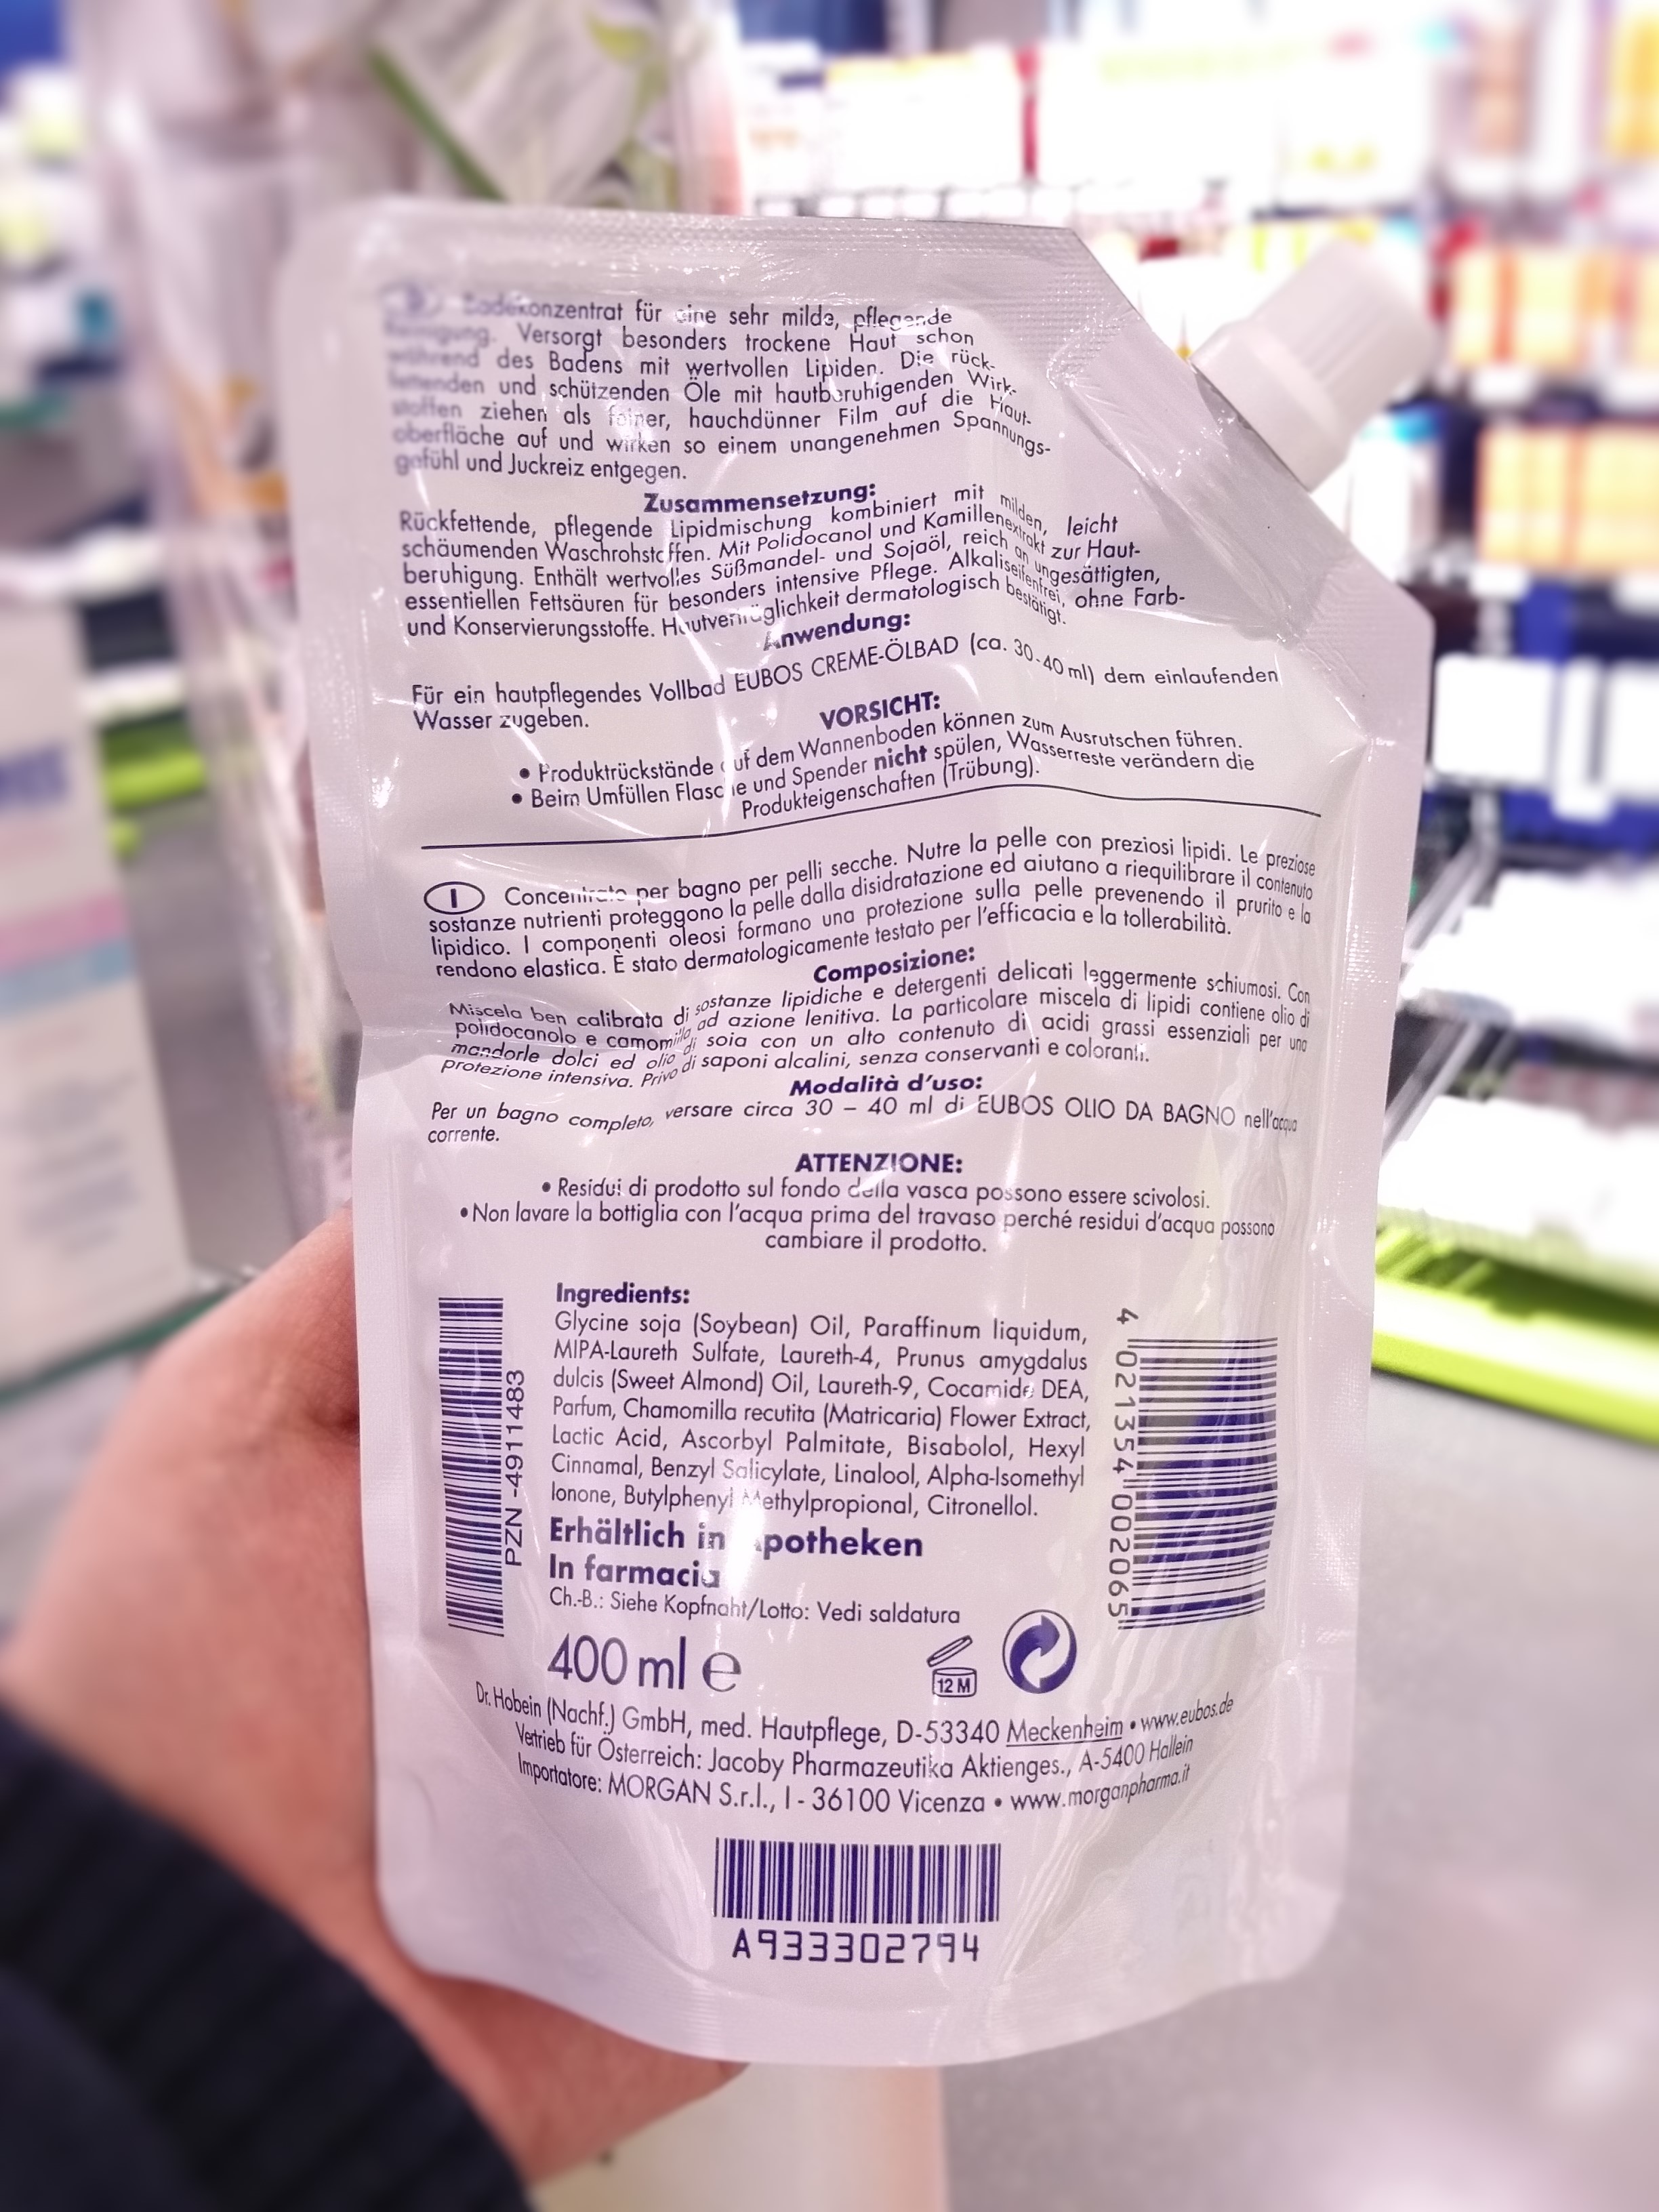 Badekonzentrat für eine sehr milde, pflegende
Reinigung. Versorgt besonders trockene Haut schon
während des Badens mit wertvollen Lipiden. Die rück-
fettenden und schützenden Öle mit hautberuhigenden Wirk-
stoffen ziehen als feiner, hauchdünner Film auf die Haut-
oberfläche auf und wirken so einem unangenehmen Spannungs-
gefühl und Juckreiz entgegen.
Zusammensetzung:
Rückfettende, pflegende Lipidmischung kombiniert mit milden, leicht
schäumenden Waschrohstoffen. Mit Polidocanol und Kamillenextrakt zur Haut-
beruhigung. Enthält wertvolles Süßmandel- und Sojaöl, reich an ungesättigten,
essentiellen Fettsäuren für besonders intensive Pflege. Alkaliseifenfrei, ohne Farb-
und Konservierungsstoffe. Hautverträglichkeit dermatologisch bestätigt.
Anwendung:
Für ein hautpflegendes Vollbad EUBOS CREME-ÖLBAD (ca. 30-40 ml) dem einlaufenden
Wasser zugeben.
VORSICHT:
• Produktrückstände auf dem Wannenboden können zum Ausrutschen führen.
• Beim Umfüllen Flasche und Spender nicht spülen, Wasserreste verändern die
Produkteigenschaften (Trübung).
I Concentrato per bagno per pelli secche. Nutre la pelle con preziosi lipidi. Le preziose
sostanze nutrienti proteggono la pelle dalla disidratazione ed aiutano a riequilibrare il contenuto
lipidico. I componenti oleosi formano una protezione sulla pelle prevenendo il prurito e la
rendono elastica. È stato dermatologicamente testato per l'efficacia e la tollerabilità.
Composizione:
Miscela ben calibrata di sostanze lipidiche e detergenti delicati leggermente schiumosi. Con
polidocanolo e camomilla ad azione lenitiva. La particolare miscela di lipidi contiene olio di
mandorle dolci ed olio di soia con un alto contenuto di acidi grassi essenziali per una
protezione intensiva. Privo di saponi alcalini, senza conservanti e coloranti.
Modalità d'uso:
Per un bagno completo, versare circa 30 – 40 ml di EUBOS OLIO DA BAGNO nell'acqua
corrente.
ATTENZIONE:
• Residui di prodotto sul fondo della vasca possono essere scivolosi.
• Non lavare la bottiglia con l'acqua prima del travaso perché residui d'acqua possono
cambiare il prodotto.
Ingredients:
Glycine soja (Soybean) Oil, Paraffinum liquidum,
MIPA-Laureth Sulfate, Laureth-4, Prunus amygdalus
dulcis (Sweet Almond) Oil, Laureth-9, Cocamide DEA,
Parfum, Chamomilla recutita (Matricaria) Flower Extract,
Lactic Acid, Ascorbyl Palmitate, Bisabolol, Hexyl
Cinnamal, Benzyl Salicylate, Linalool, Alpha-Isomethyl
Ionone, Butylphenyl Methylpropional, Citronellol.
Erhältlich in Apotheken
In farmacia
Ch.-B.: Siehe Kopfnaht/Lotto: Vedi saldatura
PZN -4911483
4 021354 002065
400 ml e
12 M
Dr. Hobein (Nachf.) GmbH, med. Hautpflege, D-53340 Meckenheim • www.eubos.de
Vertrieb für Österreich: Jacoby Pharmazeutika Aktienges., A-5400 Hallein
Importatore: MORGAN S.r.l., I - 36100 Vicenza • www.morganpharma.it
A933302794